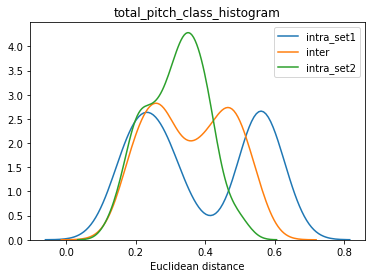 total_pitch_class_histogram
intra_set1
inter
intra_set2
4.0
3.5
3.0
2.5
2.0
1.5
1.0
0.5
0.0
0.0 0.2 0.4 0.6 0.8
Euclidean distance